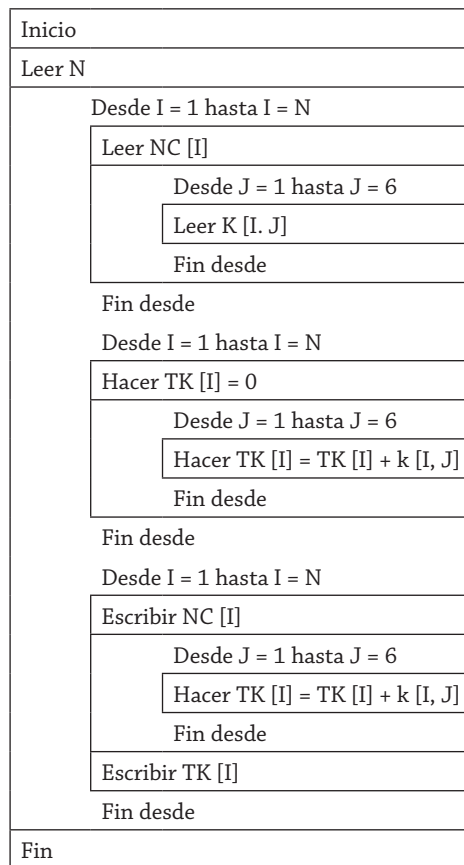 Inicio
Leer N
Desde I = 1 hasta I = N
Leer NC [I]
Desde J = 1 hasta J = 6
Leer K [I. J]
Fin desde
Fin desde
Desde I = 1 hasta I = N
Hacer TK [I] = 0
Desde J = 1 hasta J = 6
Hacer TK [I] = TK [I] + k [I, J]
Fin desde
Fin desde
Desde I = 1 hasta I = N
Escribir NC [I]
Desde J = 1 hasta J = 6
Hacer TK [I] = TK [I] + k [I, J]
Fin desde
Escribir TK [I]
Fin desde
Fin